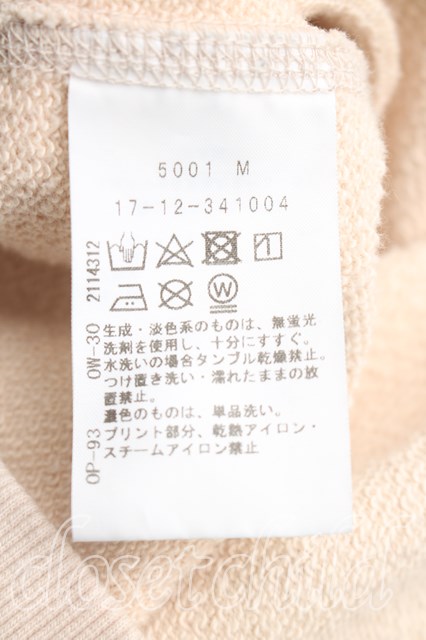 5001 M
17-12-341004
W
生成・淡色系のものは、無蛍光
洗剤を使用し、十分にすすぐ。
水洗いの場合タンブル乾燥禁止。
つけ置き洗い・濡れたままの放
置禁止。
濃色のものは、単品洗い。
プリント部分、乾熱アイロン・
スチームアイロン禁止
OP-93 OW-30 2114312
closetchild